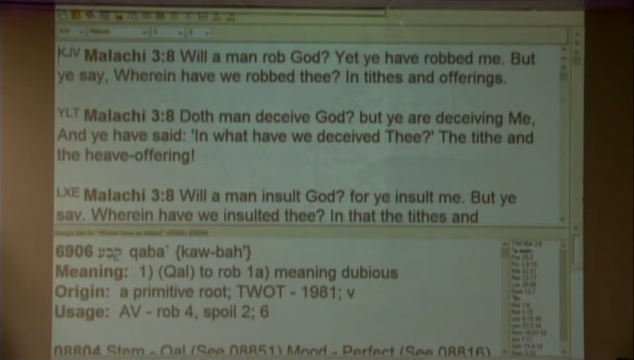 KJV Malachi 3:8 Will a man rob God? Yet ye have robbed me. But
ye say, Wherein have we robbed thee? In tithes and offerings.
YLT Malachi 3:8 Doth man deceive God? but ye are deceiving Me,
And ye have said: 'In what have we deceived Thee?' The tithe and
the heave-offering!
LXE Malachi 3:8 Will a man insult God? for ye insult me. But ye
say, Wherein have we insulted thee? In that the tithes and
6906 קבע qaba` {kaw-bah'}
Meaning: 1) (Qal) to rob 1a) meaning dubious
Origin: a primitive root; TWOT - 1981; v
Usage: AV - rob 4, spoil 2; 6
08804 Stem - Qal (See 08851) Mood - Perfect (See 08816)